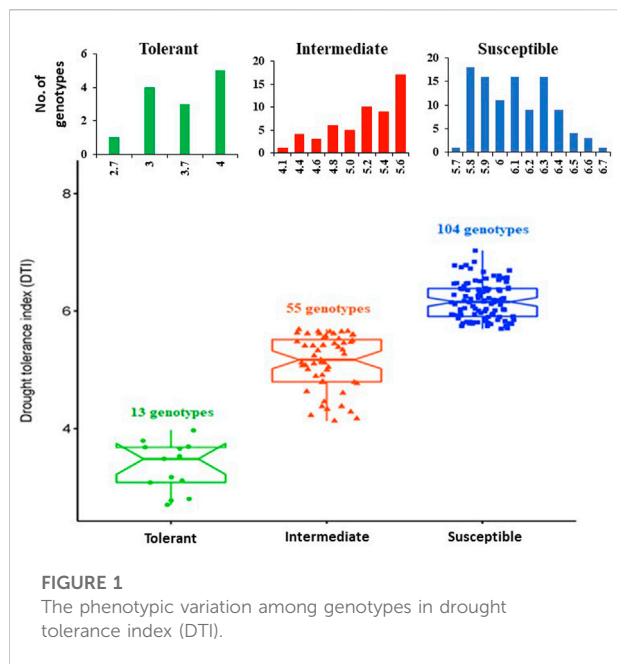 Tolerant Intermediate Susceptible
No. of
genotypes
6
4
2
0
2.7 3 3.7 4
20
15
10
5
0
4.1 4.4 4.6 4.8 5.0 5.2 5.4 5.6
20
15
10
5
0
5.7 5.8 5.9 6 6.1 6.2 6.3 6.4 6.5 6.6 6.7
Drought tolerance index (DTI)
8
6
4
104 genotypes
55 genotypes
13 genotypes
Tolerant Intermediate Susceptible
FIGURE 1
The phenotypic variation among genotypes in drought
tolerance index (DTI).